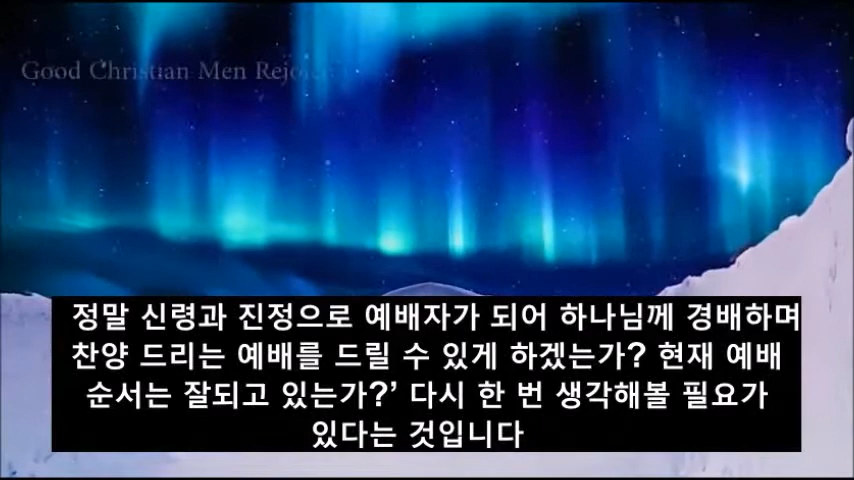 Good Christian Men Rejoice
정말 신령과 진정으로 예배자가 되어 하나님께 경배하며
찬양 드리는 예배를 드릴 수 있게 하겠는가? 현재 예배
순서는 잘되고 있는가?’ 다시 한 번 생각해볼 필요가
있다는 것입니다